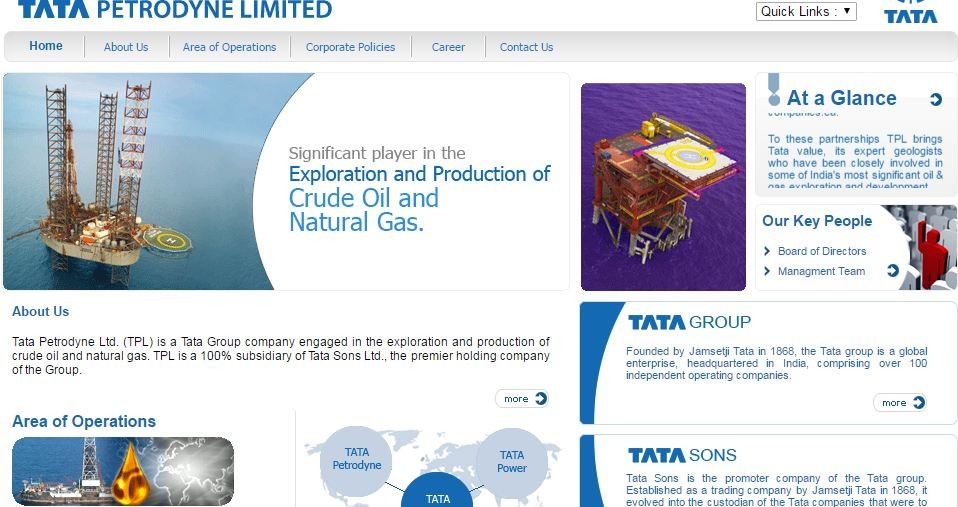 TATA PETRODYNE LIMITED
Quick Links :
TATA
Home
About Us
Area of Operations
Corporate Policies
Career
Contact Us
Significant player in the
Exploration and Production of
Crude Oil and
Natural Gas.
At a Glance
companies.ed.
To these partnerships TPL brings
Tata value, its expert geologists
who have been closely involved in
some of India's most significant oil &
gas exploration and development
Our Key People
Board of Directors
Managment Team
About Us
Tata Petrodyne Ltd. (TPL) is a Tata Group company engaged in the exploration and production of
crude oil and natural gas. TPL is a 100% subsidiary of Tata Sons Ltd., the premier holding company
of the Group.
more
TATA GROUP
Founded by Jamsetji Tata in 1868, the Tata group is a global
enterprise, headquartered in India, comprising over 100
independent operating companies.
more
Area of Operations
TATA
Petrodyne
TATA
Power
TATA
TATA SONS
Tata Sons is the promoter company of the Tata group.
Established as a trading company by Jamsetji Tata in 1868, it
evolved into the custodian of the Tata companies that were to